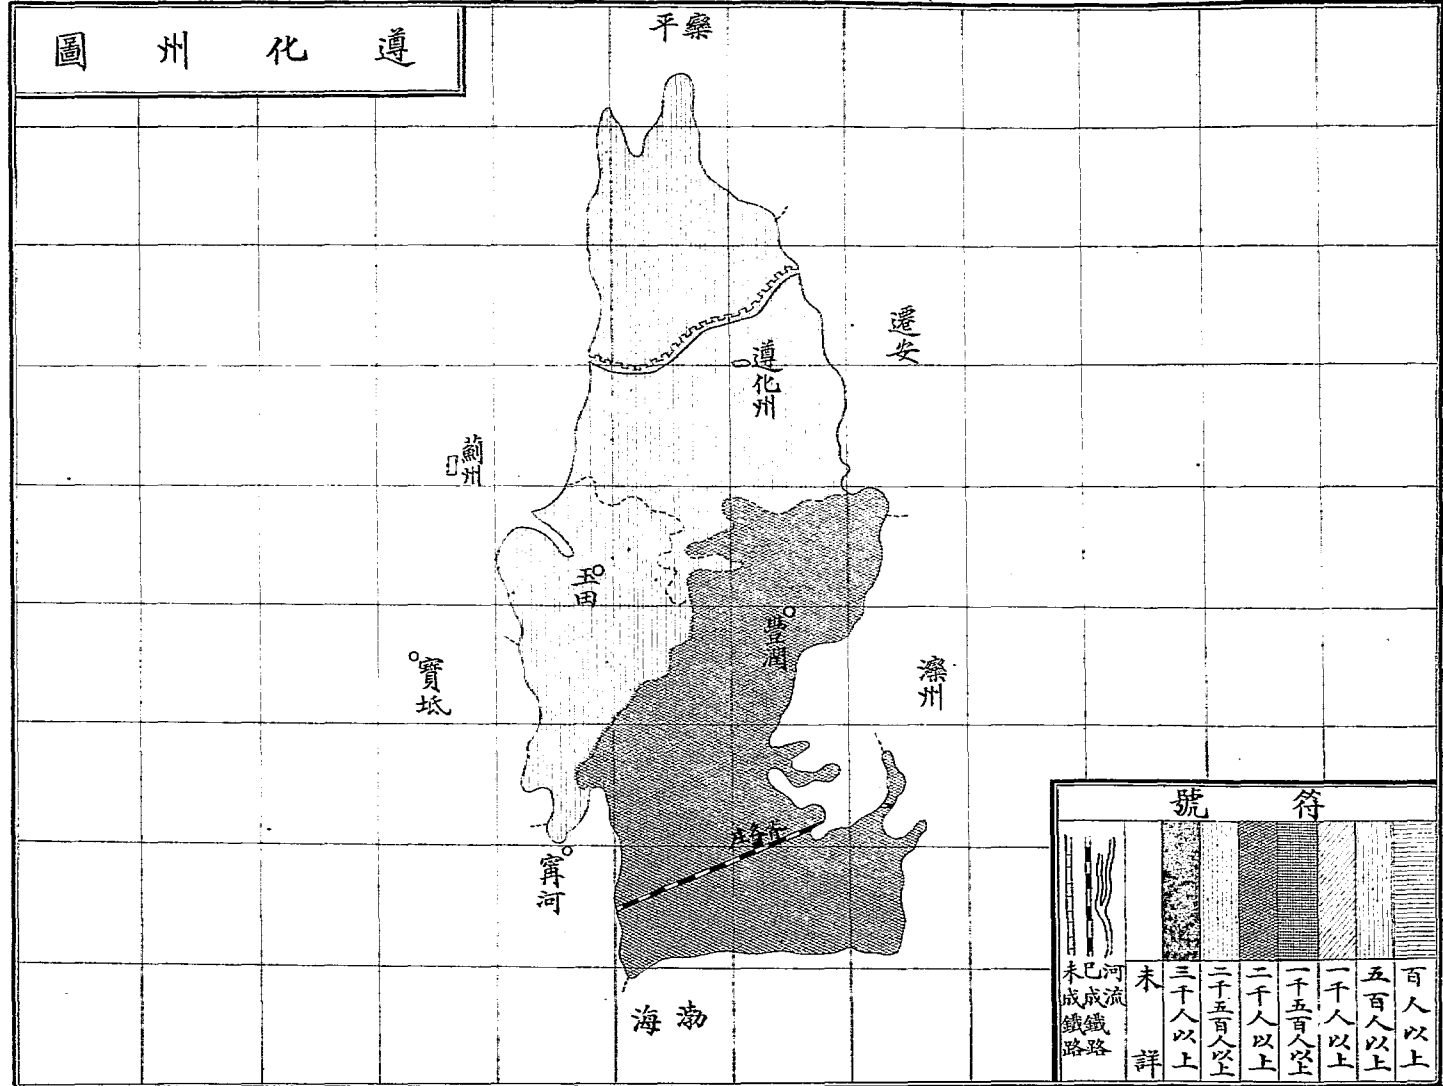 遵化州圖
灤平
遷安
遵化州
薊州
玉田
豐潤
寶坻
灤州
寗河
渤海
符號
百人以上
五百人以上
一千人以上
一千五百人以上
二千人以上
二千五百人以上
三千人以上
未詳
河流
已成鐵路
未成鐵路